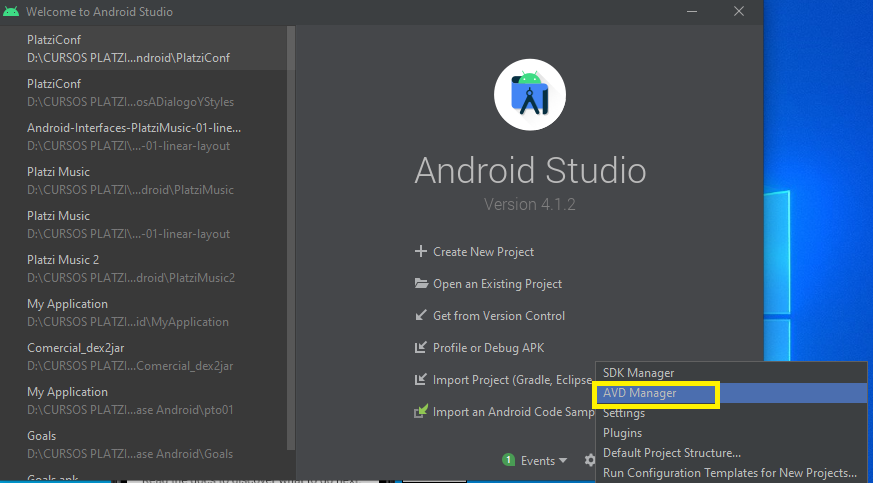 Welcome to Android Studio
PlatziConf
D:\CURSOS PLATZI...ndroid\PlatziConf
PlatziConf
D:\CURSOS PLATZI...osADialogoYStyles
Android-Interfaces-PlatziMusic-01-line...
D:\CURSOS PLATZI\...-01-linear-layout
Platzi Music
D:\CURSOS PLATZI\...droid\PlatziMusic
Platzi Music
D:\CURSOS PLATZI\...-01-linear-layout
Platzi Music 2
D:\CURSOS PLATZI...droid\PlatziMusic2
My Application
D:\CURSOS PLATZI...id\MyApplication
Comercial_dex2jar
D:\CURSOS PLATZI...Comercial_dex2jar
My Application
D:\CURSOS PLATZI...ase Android\pto01
Goals
D:\CURSOS PLATZI...ase Android\Goals
Goals apk
Android Studio
Version 4.1.2
Create New Project
Open an Existing Project
Get from Version Control
Profile or Debug APK
Import Project (Gradle, Eclipse
Import an Android Code Samp
1 Events
SDK Manager
AVD Manager
Settings
Plugins
Default Project Structure...
Run Configuration Templates for New Projects...